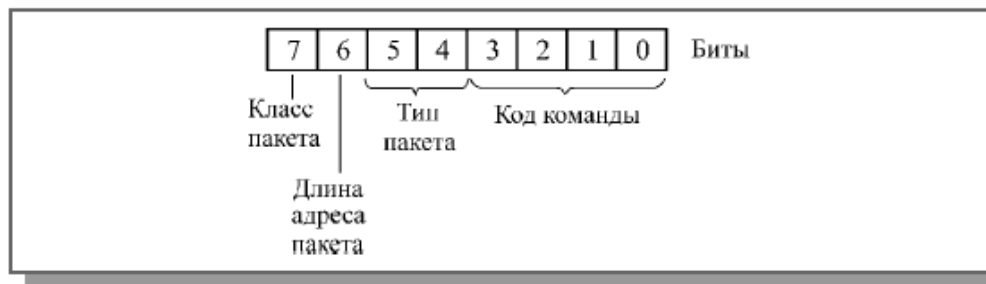 7 6 5 4 3 2 1 0 Биты
Класс
пакета
Тип
пакета
Код команды
Длина
адреса
пакета